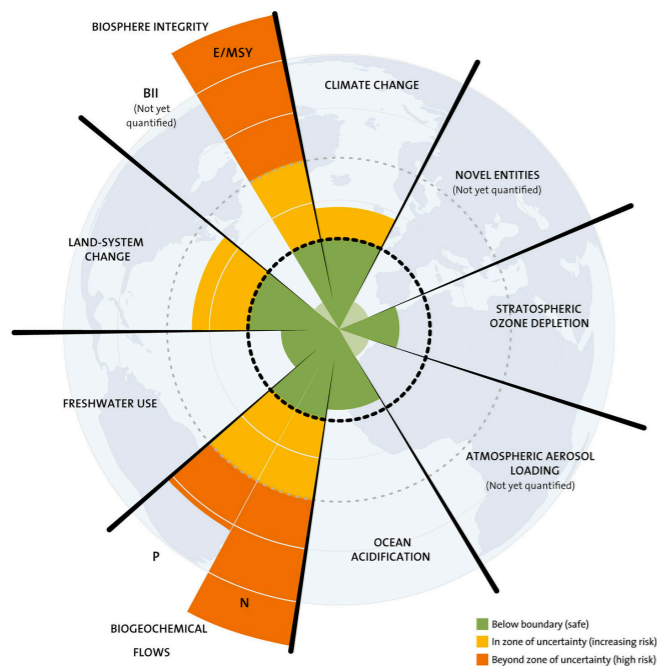 BIOSPHERE INTEGRITY
E/MSY
BII
(Not yet
quantified)
CLIMATE CHANGE
NOVEL ENTITIES
(Not yet quantified)
LAND-SYSTEM
CHANGE
STRATOSPHERIC
OZONE DEPLETION
FRESHWATER USE
ATMOSPHERIC AEROSOL
LOADING
(Not yet quantified)
OCEAN
ACIDIFICATION
P
N
BIOGEOCHEMICAL
FLOWS
Below boundary (safe)
In zone of uncertainty (increasing risk)
Beyond zone of uncertainty (high risk)